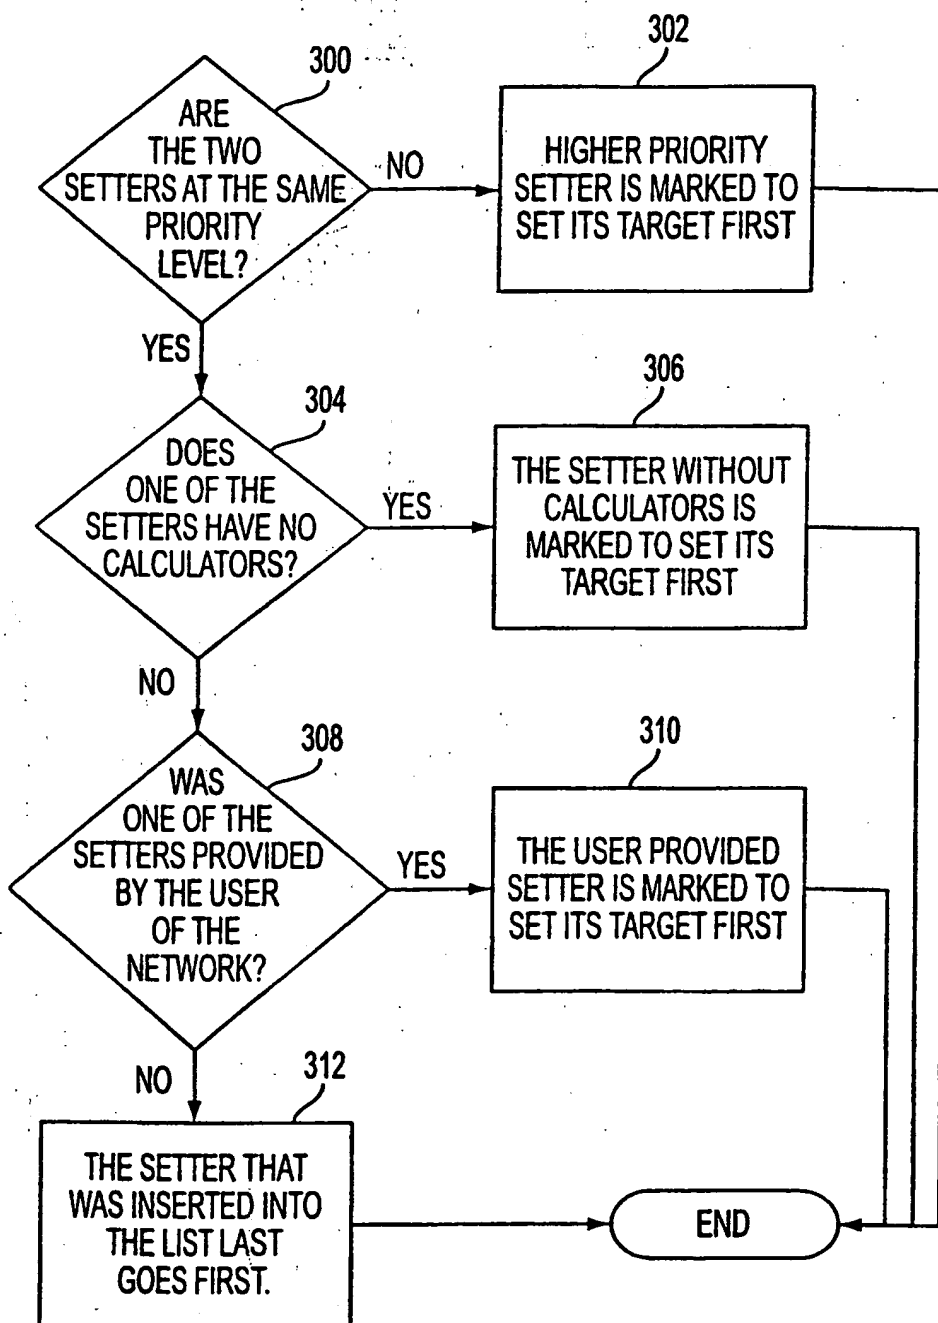 300
ARE
THE TWO
SETTERS AT THE SAME
PRIORITY
LEVEL?
NO
302
HIGHER PRIORITY
SETTER IS MARKED TO
SET ITS TARGET FIRST
YES
304
DOES
ONE OF THE
SETTERS HAVE NO
CALCULATORS?
YES
306
THE SETTER WITHOUT
CALCULATORS IS
MARKED TO SET ITS
TARGET FIRST
NO
308
WAS
ONE OF THE
SETTERS PROVIDED
BY THE USER
OF THE
NETWORK?
YES
310
THE USER PROVIDED
SETTER IS MARKED TO
SET ITS TARGET FIRST
NO
312
THE SETTER THAT
WAS INSERTED INTO
THE LIST LAST
GOES FIRST.
END